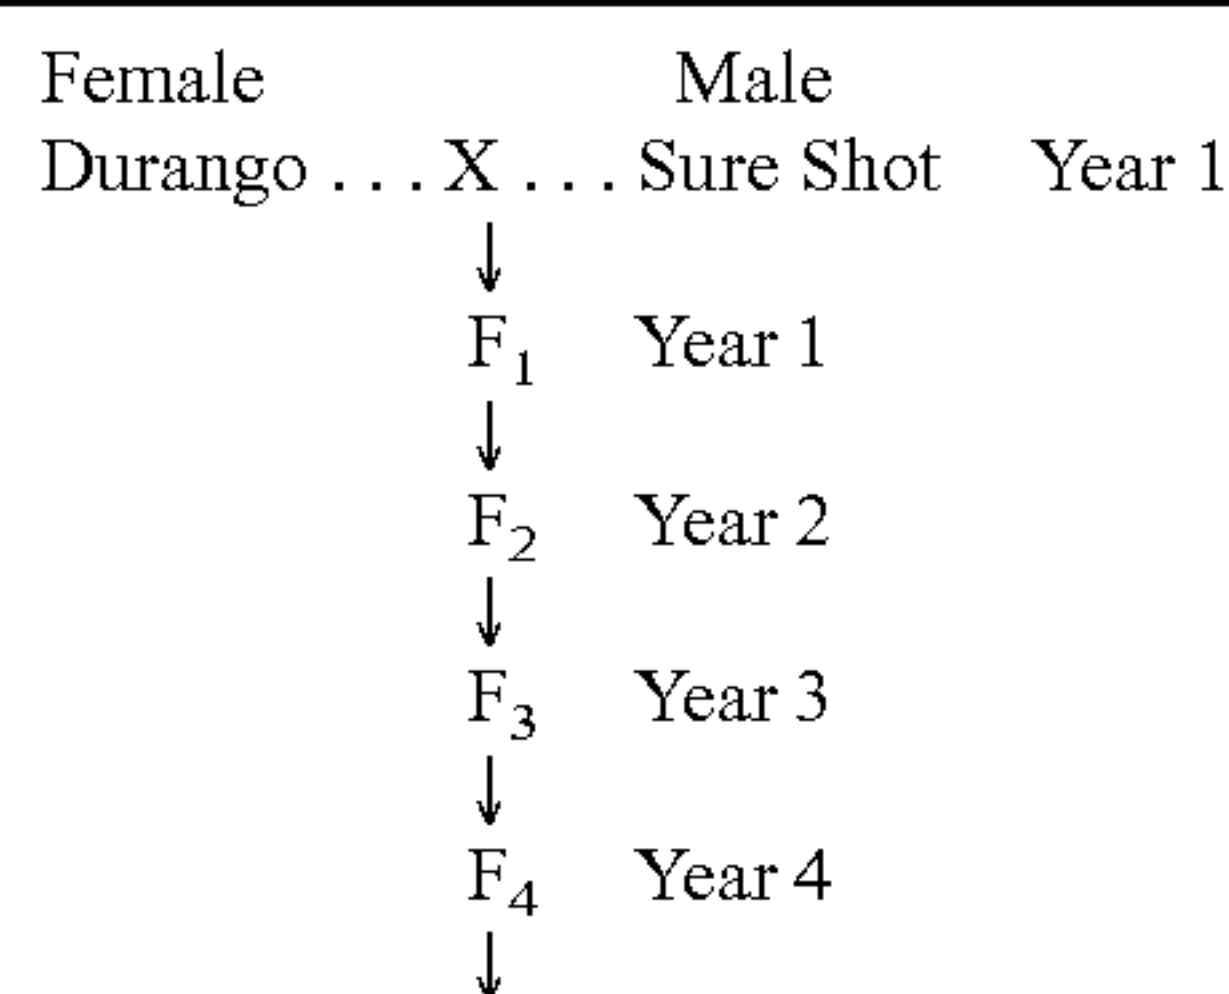 Female Male
Durango . . . X . . . Sure Shot Year 1
F₁ Year 1
F₂ Year 2
F₃ Year 3
F₄ Year 4